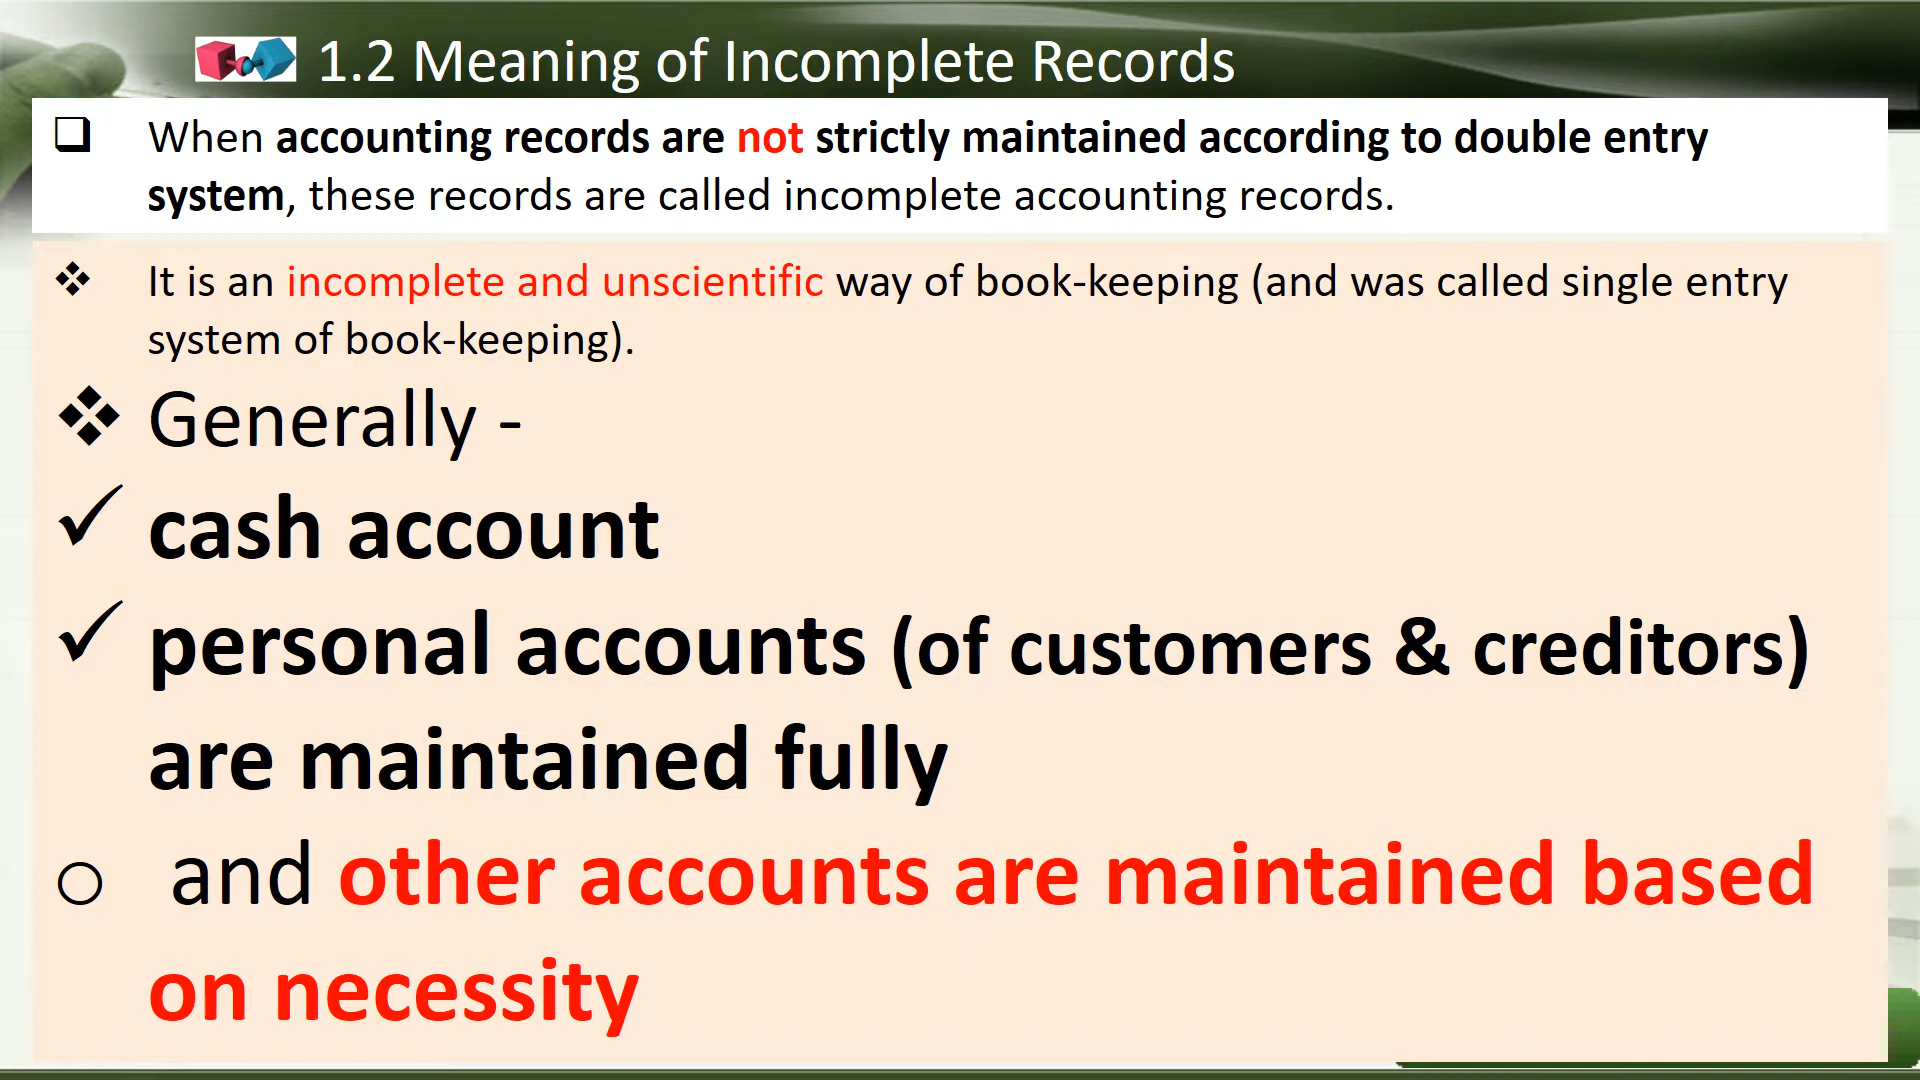 1.2 Meaning of Incomplete Records
❑ When accounting records are not strictly maintained according to double entry
system, these records are called incomplete accounting records.
❖ It is an incomplete and unscientific way of book-keeping (and was called single entry
system of book-keeping).
❖ Generally -
✓ cash account
✓ personal accounts (of customers & creditors)
are maintained fully
o and other accounts are maintained based
on necessity